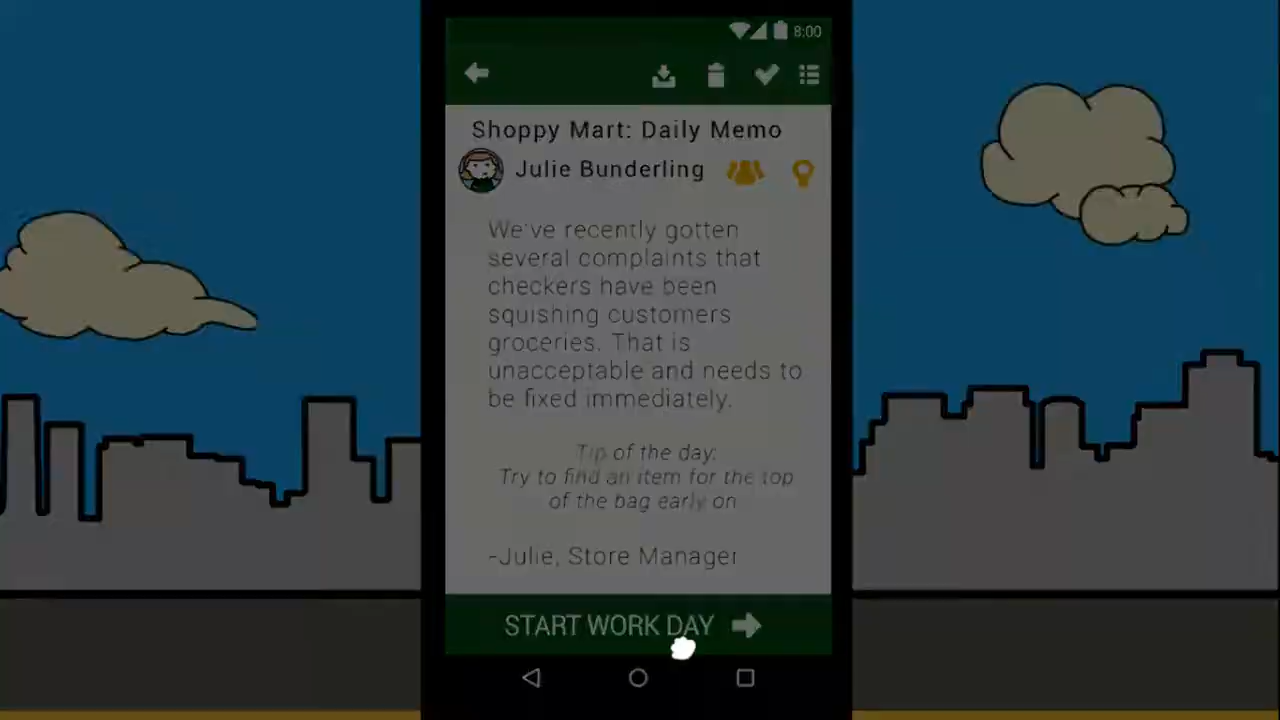 8:00
Shoppy Mart: Daily Memo
Julie Bunderling
We've recently gotten
several complaints that
checkers have been
squishing customers
groceries. That is
unacceptable and needs to
be fixed immediately.
Tip of the day:
Try to find an item for the top
of the bag early on
-Julie, Store Manager
START WORK DAY